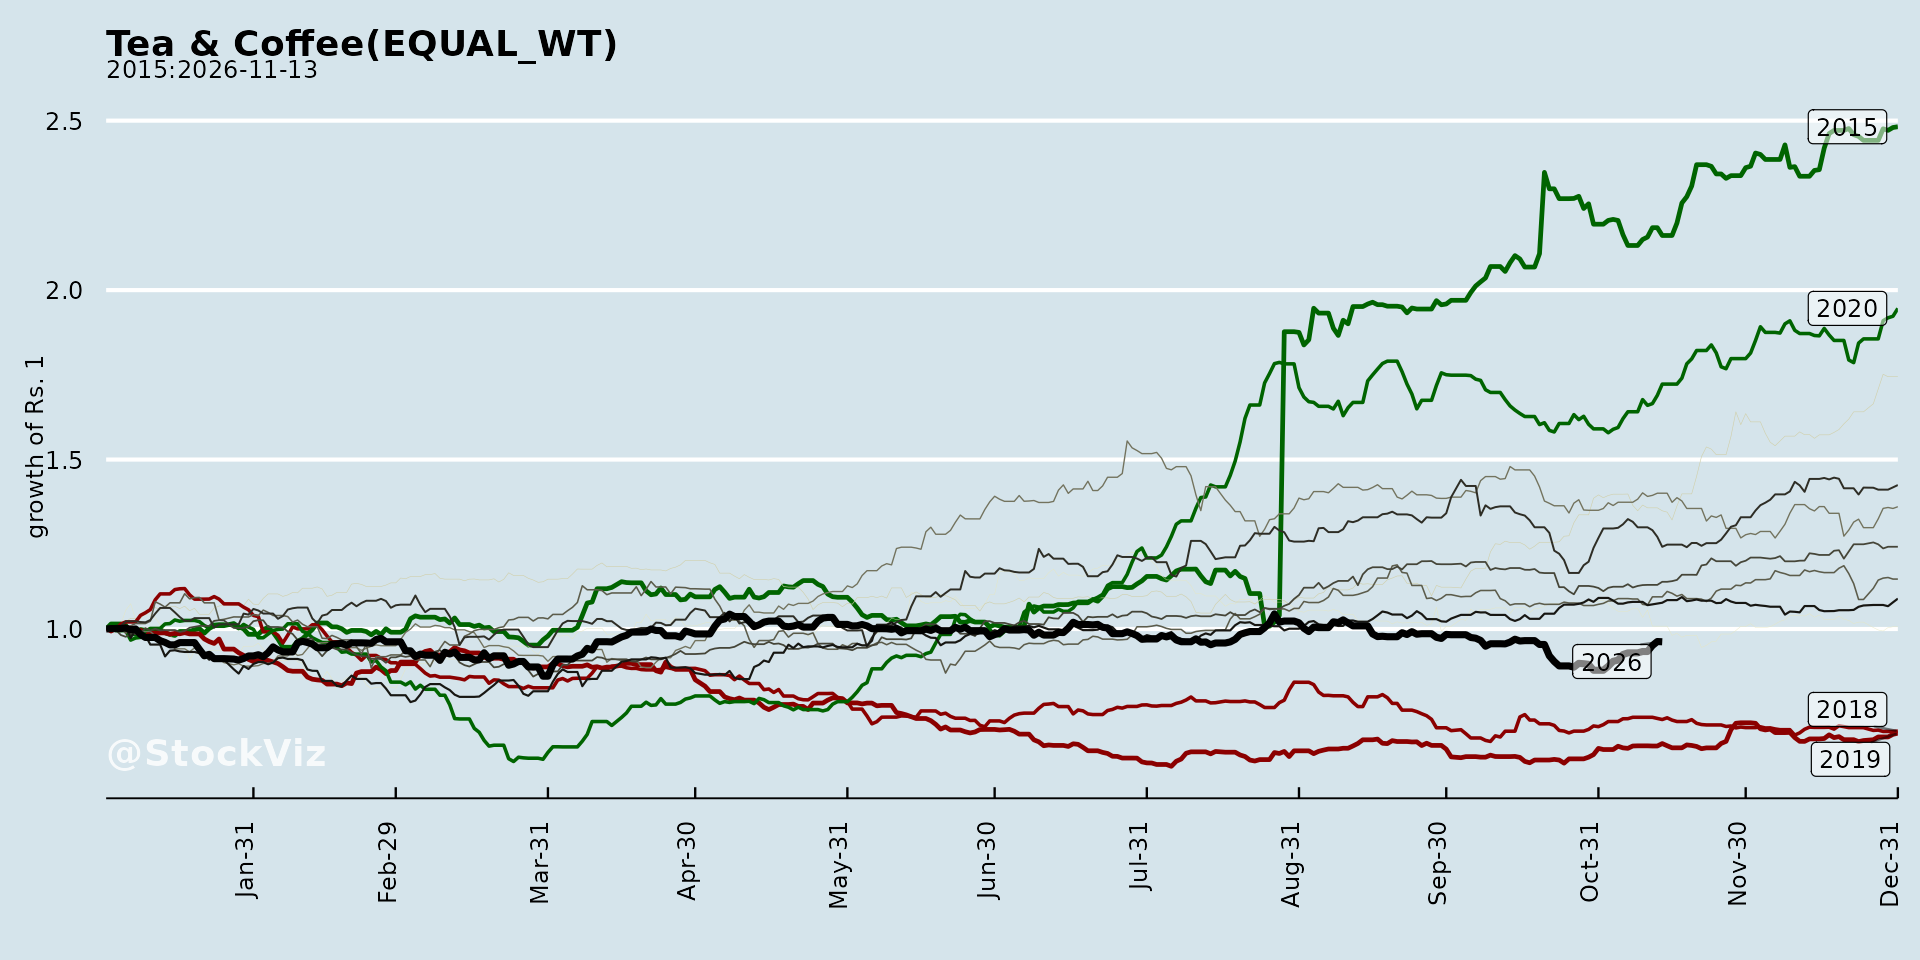 Tea & Coffee(EQUAL_WT)
2015:2026-11-13
growth of Rs. 1
2.5
2.0
1.5
1.0
2015
2020
2026
2018
2019
@StockViz
Jan-31
Feb-29
Mar-31
Apr-30
May-31
Jun-30
Jul-31
Aug-31
Sep-30
Oct-31
Nov-30
Dec-31